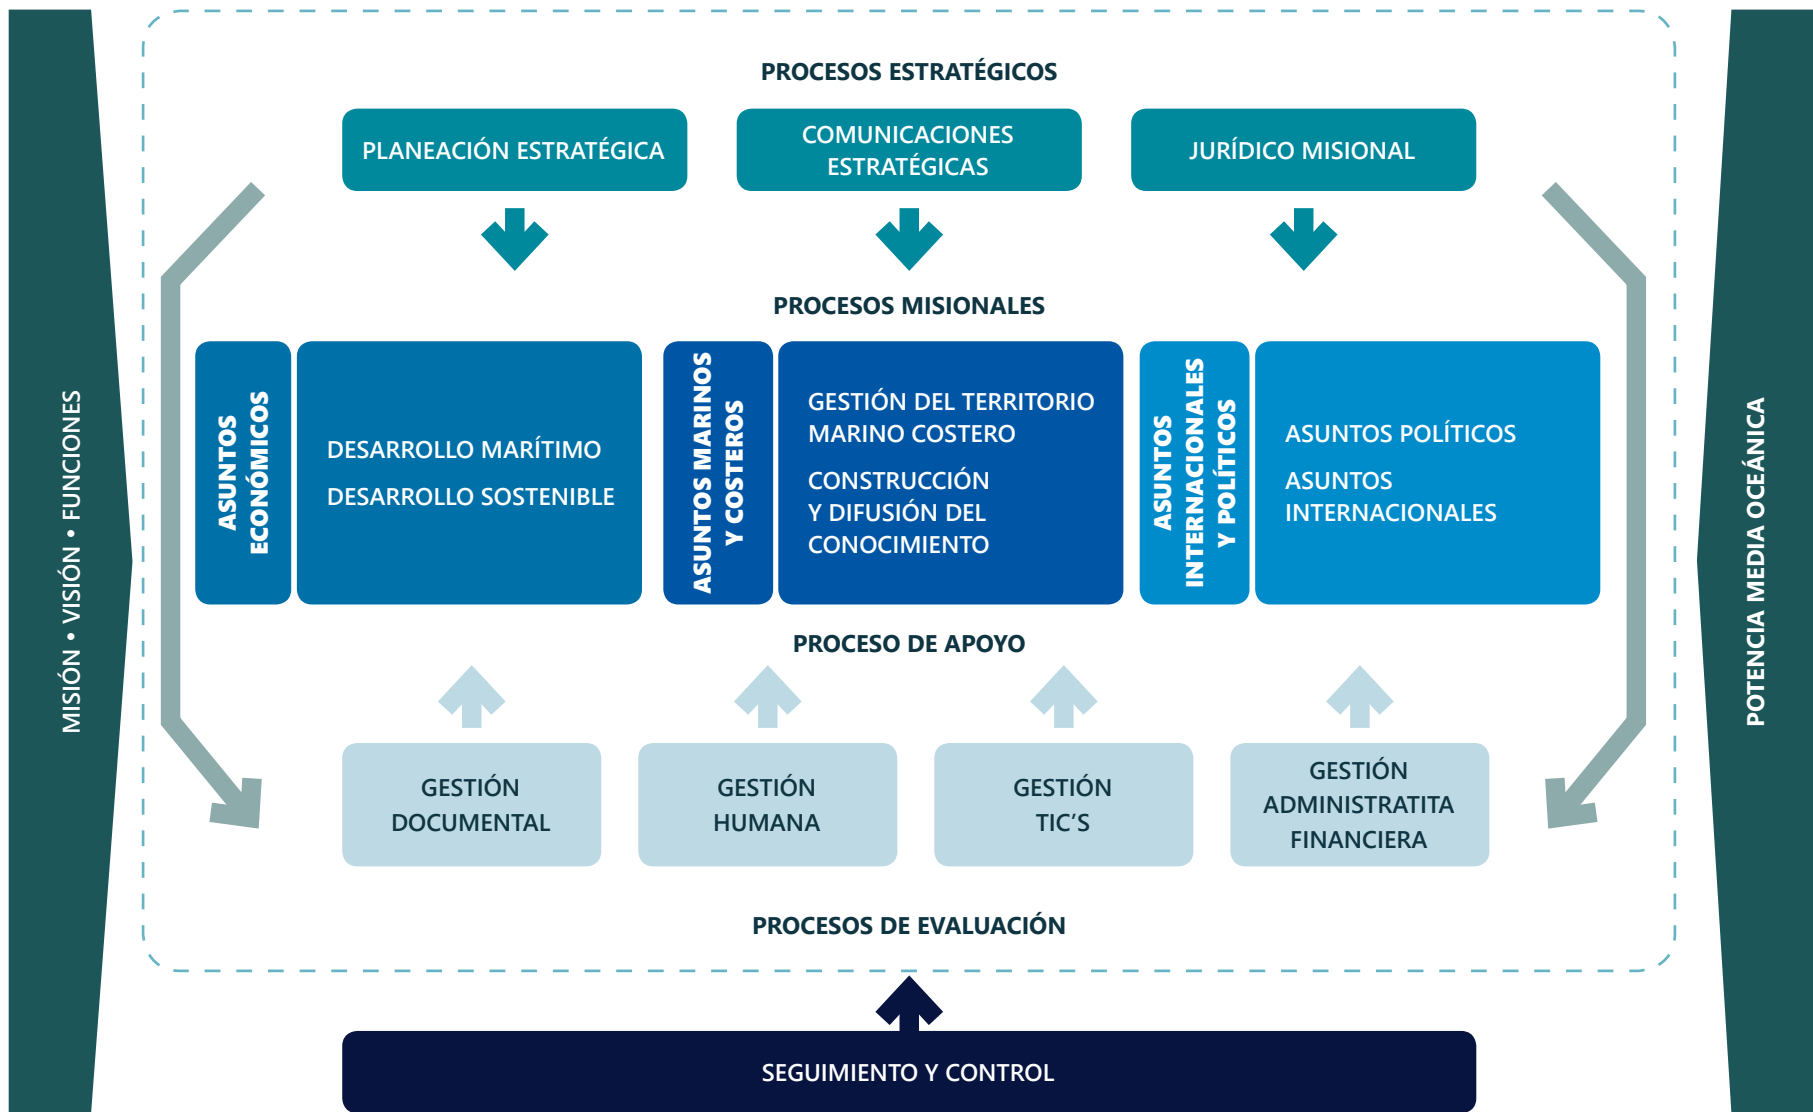 MISIÓN • VISIÓN • FUNCIONES
PROCESOS ESTRATÉGICOS
PLANEACIÓN ESTRATÉGICA
COMUNICACIONES
ESTRATÉGICAS
JURÍDICO MISIONAL
PROCESOS MISIONALES
ASUNTOS
ECONÓMICOS
DESARROLLO MARÍTIMO
DESARROLLO SOSTENIBLE
ASUNTOS MARINOS
Y COSTEROS
GESTIÓN DEL TERRITORIO
MARINO COSTERO
CONSTRUCCIÓN
Y DIFUSIÓN DEL
CONOCIMIENTO
ASUNTOS
INTERNACIONALES
Y POLÍTICOS
ASUNTOS POLÍTICOS
ASUNTOS
INTERNACIONALES
PROCESO DE APOYO
GESTIÓN
DOCUMENTAL
GESTIÓN
HUMANA
GESTIÓN
TIC’S
GESTIÓN
ADMINISTRATITA
FINANCIERA
PROCESOS DE EVALUACIÓN
SEGUIMIENTO Y CONTROL
POTENCIA MEDIA OCEÁNICA